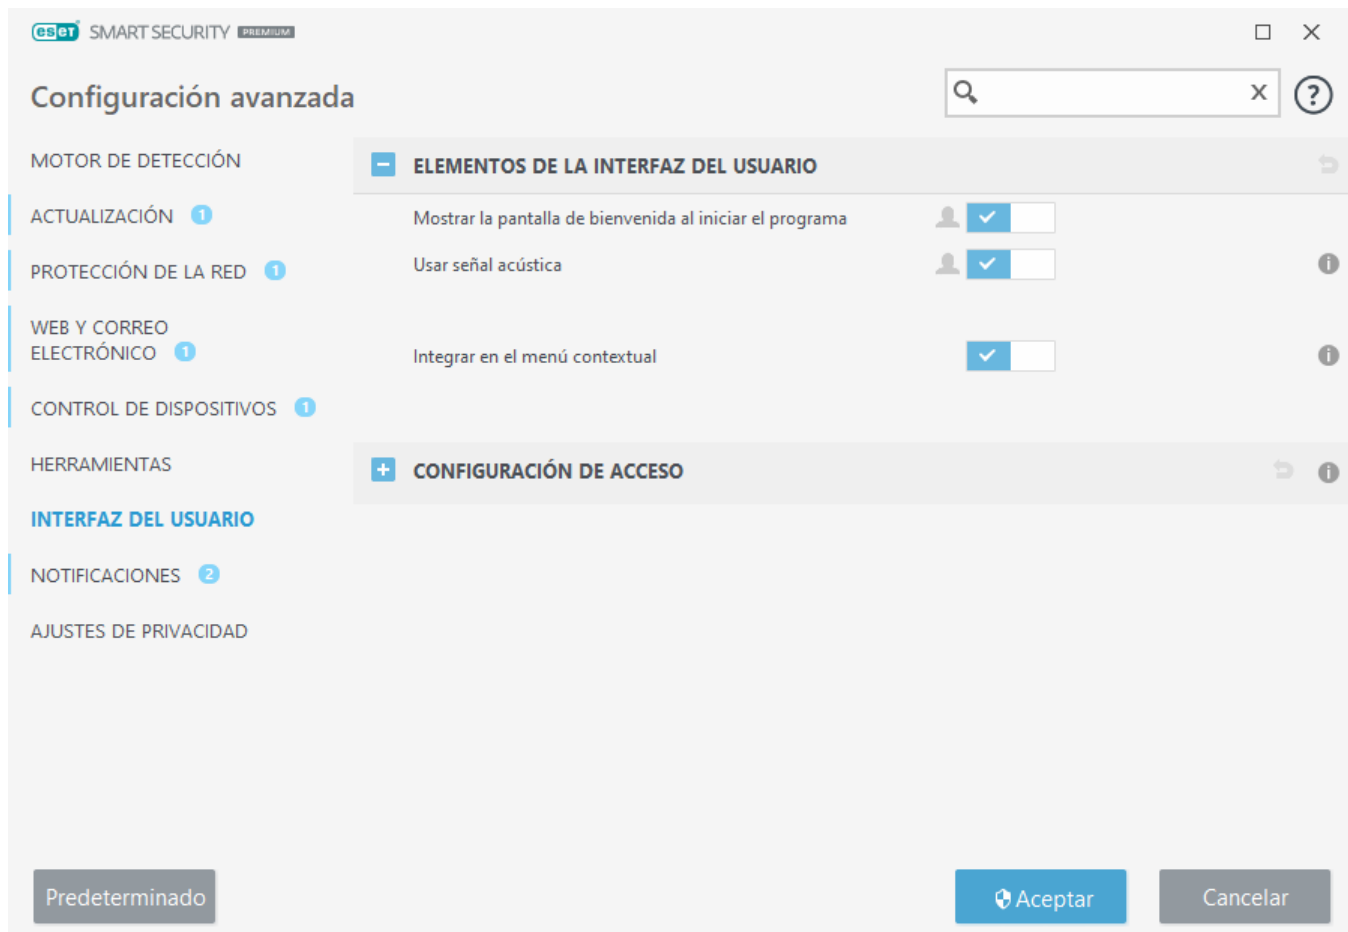 eset SMART SECURITY PREMIUM
Configuración avanzada
x
?
MOTOR DE DETECCIÓN
ACTUALIZACIÓN 1
PROTECCIÓN DE LA RED 1
WEB Y CORREO
ELECTRÓNICO 1
CONTROL DE DISPOSITIVOS 1
HERRAMIENTAS
INTERFAZ DEL USUARIO
NOTIFICACIONES 2
AJUSTES DE PRIVACIDAD
ELEMENTOS DE LA INTERFAZ DEL USUARIO
Mostrar la pantalla de bienvenida al iniciar el programa
Usar señal acústica
Integrar en el menú contextual
CONFIGURACIÓN DE ACCESO
Predeterminado
Aceptar
Cancelar